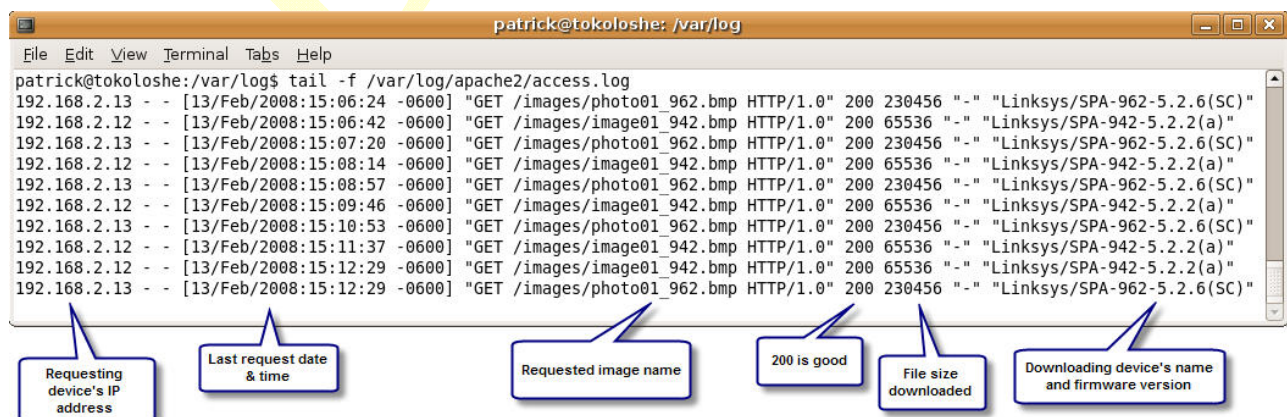 patrick@tokoloshe: /var/log
File Edit View Terminal Tabs Help
patrick@tokoloshe:/var/log$ tail -f /var/log/apache2/access.log
192.168.2.13 - - [13/Feb/2008:15:06:24 -0600] "GET /images/photo01_962.bmp HTTP/1.0" 200 230456 "-" "Linksys/SPA-962-5.2.6(SC)"
192.168.2.12 - - [13/Feb/2008:15:06:42 -0600] "GET /images/image01_942.bmp HTTP/1.0" 200 65536 "-" "Linksys/SPA-942-5.2.2(a)"
192.168.2.13 - - [13/Feb/2008:15:07:20 -0600] "GET /images/photo01_962.bmp HTTP/1.0" 200 230456 "-" "Linksys/SPA-962-5.2.6(SC)"
192.168.2.12 - - [13/Feb/2008:15:08:14 -0600] "GET /images/image01_942.bmp HTTP/1.0" 200 65536 "-" "Linksys/SPA-942-5.2.2(a)"
192.168.2.13 - - [13/Feb/2008:15:08:57 -0600] "GET /images/photo01_962.bmp HTTP/1.0" 200 230456 "-" "Linksys/SPA-962-5.2.6(SC)"
192.168.2.12 - - [13/Feb/2008:15:09:46 -0600] "GET /images/image01_942.bmp HTTP/1.0" 200 65536 "-" "Linksys/SPA-942-5.2.2(a)"
192.168.2.13 - - [13/Feb/2008:15:10:53 -0600] "GET /images/photo01_962.bmp HTTP/1.0" 200 230456 "-" "Linksys/SPA-962-5.2.6(SC)"
192.168.2.12 - - [13/Feb/2008:15:11:37 -0600] "GET /images/image01_942.bmp HTTP/1.0" 200 65536 "-" "Linksys/SPA-942-5.2.2(a)"
192.168.2.12 - - [13/Feb/2008:15:12:29 -0600] "GET /images/image01_942.bmp HTTP/1.0" 200 65536 "-" "Linksys/SPA-942-5.2.2(a)"
192.168.2.13 - - [13/Feb/2008:15:12:29 -0600] "GET /images/photo01_962.bmp HTTP/1.0" 200 230456 "-" "Linksys/SPA-962-5.2.6(SC)"
Requesting
device's IP
address
Last request date
& time
Requested image name
200 is good
File size
downloaded
Downloading device's name
and firmware version